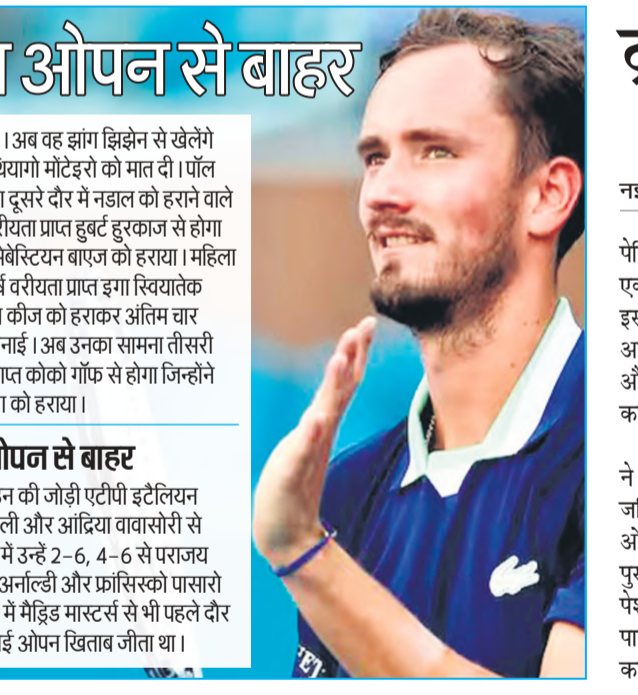 ओपन से बाहर
। अब वह झांग झिझेन से खेलेंगे
थियागो मोंटेइरो को मात दी । पॉल
दूसरे दौर में नडाल को हराने वाले
रीयता प्राप्त हुबर्ट हुरकाज से होगा
सेबेस्टियन बाएज को हराया । महिला
र्ष वरीयता प्राप्त इगा स्वियातेक
कीज को हराकर अंतिम चार
नाई । अब उनका सामना तीसरी
प्राप्त कोको गॉफ से होगा जिन्होंने
को हराया ।
ओपन से बाहर
की जोड़ी एटीपी इटैलियन
ली और आंद्रिया वावासोरी से
में उन्हें 2-6, 4-6 से पराजय
अर्नाल्डी और फ्रांसिस्को पासारो
में मैड्रिड मास्टर्स से भी पहले दौर
ई ओपन खिताब जीता था ।
नइ
पे
इस
अ
औ
क
ने
ज
ओ
पु
पे
पा
क